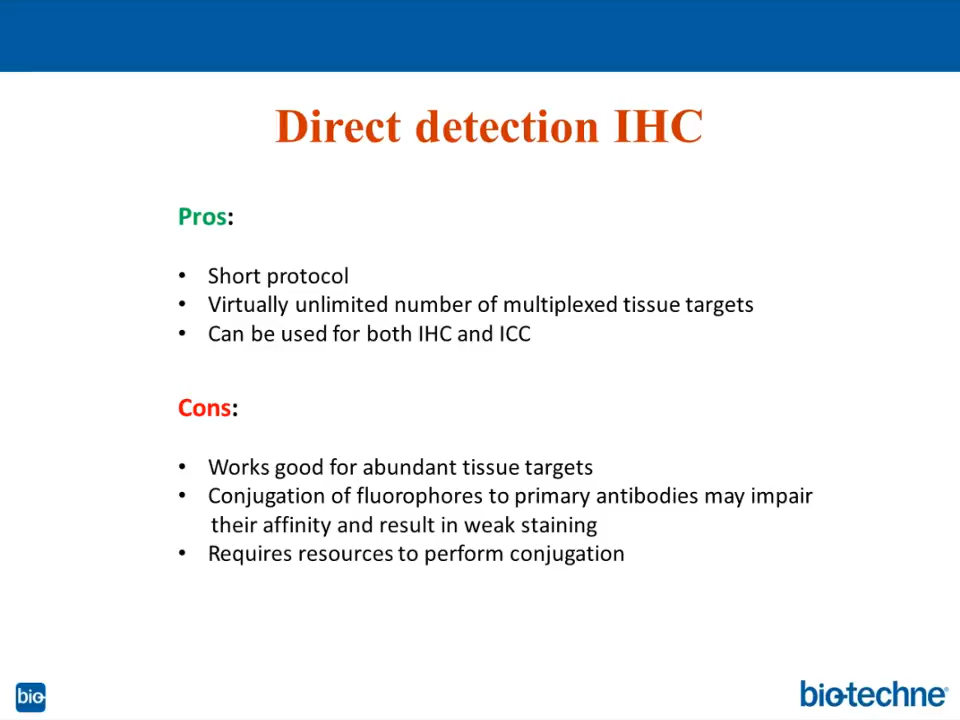 Direct detection IHC
Pros:
• Short protocol
• Virtually unlimited number of multiplexed tissue targets
• Can be used for both IHC and ICC
Cons:
• Works good for abundant tissue targets
• Conjugation of fluorophores to primary antibodies may impair
their affinity and result in weak staining
• Requires resources to perform conjugation
bio
bio-techne®